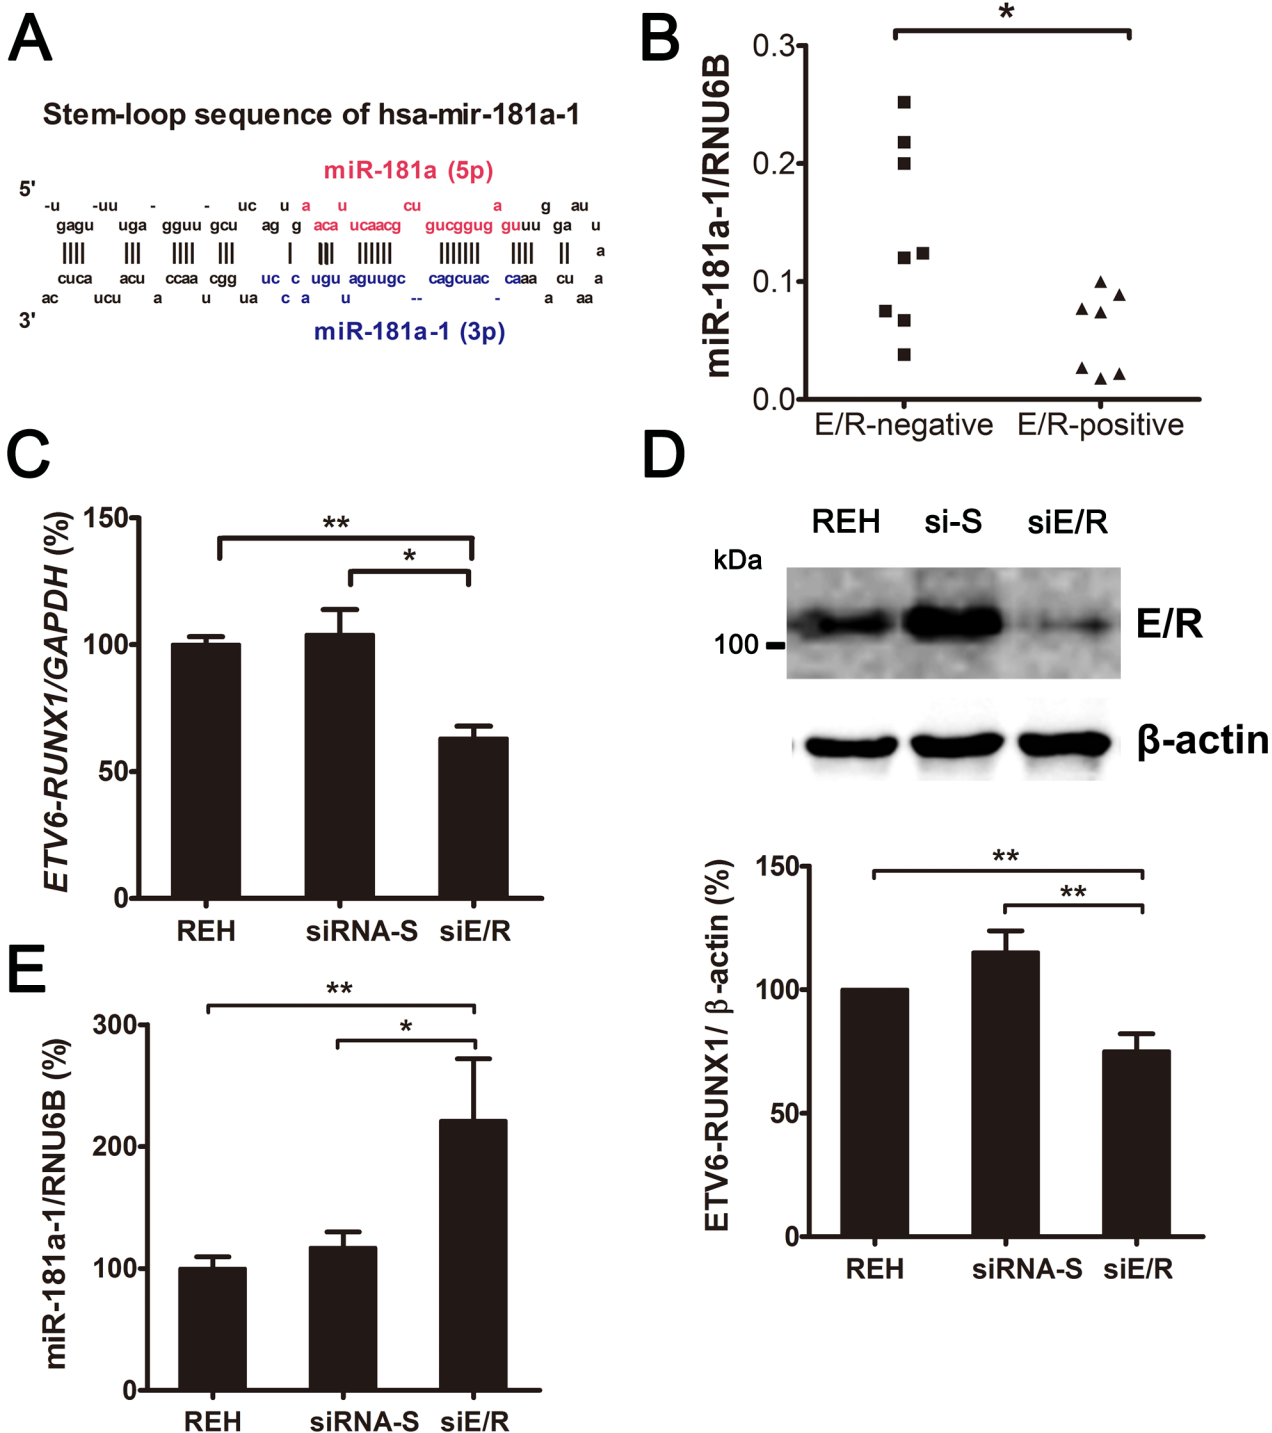 A
Stem-loop sequence of hsa-mir-181a-1
miR-181a (5p)
5'
-u -uu - - uc u a u cu a g au
gagu uga gguu gcu ag g aca ucaacg gucggug guuu ga u
a
cuca acu ccaa cgg uc c ugu aguugc cagcuac caaa cu a
ac ucu a u ua c a u -- - a aa
3'
miR-181a-1 (3p)
B
*
miR-181a-1/RNU6B
0.3
0.2
0.1
0.0
E/R-negative E/R-positive
C
ETV6-RUNX1/GAPDH (%)
150
100
50
0
**
*
REH siRNA-S siE/R
D
REH si-S siE/R
kDa
100
E/R
β-actin
ETV6-RUNX1/ β-actin (%)
150
100
50
0
**
**
REH siRNA-S siE/R
E
miR-181a-1/RNU6B (%)
300
200
100
0
**
*
REH siRNA-S siE/R